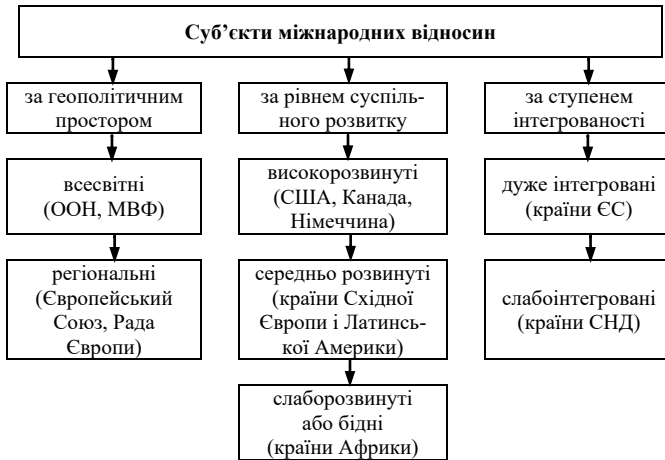 Суб’єкти міжнародних відносин
за геополітичним
простором
за рівнем суспіль-
ного розвитку
за ступенем
інтегрованості
всесвітні
(ООН, МВФ)
високорозвинуті
(США, Канада,
Німеччина)
дуже інтегровані
(країни ЄС)
регіональні
(Європейський
Союз, Рада
Європи)
середньо розвинуті
(країни Східної
Європи і Латинсь-
кої Америки)
слабоінтегровані
(країни СНД)
слаборозвинуті
або бідні
(країни Африки)